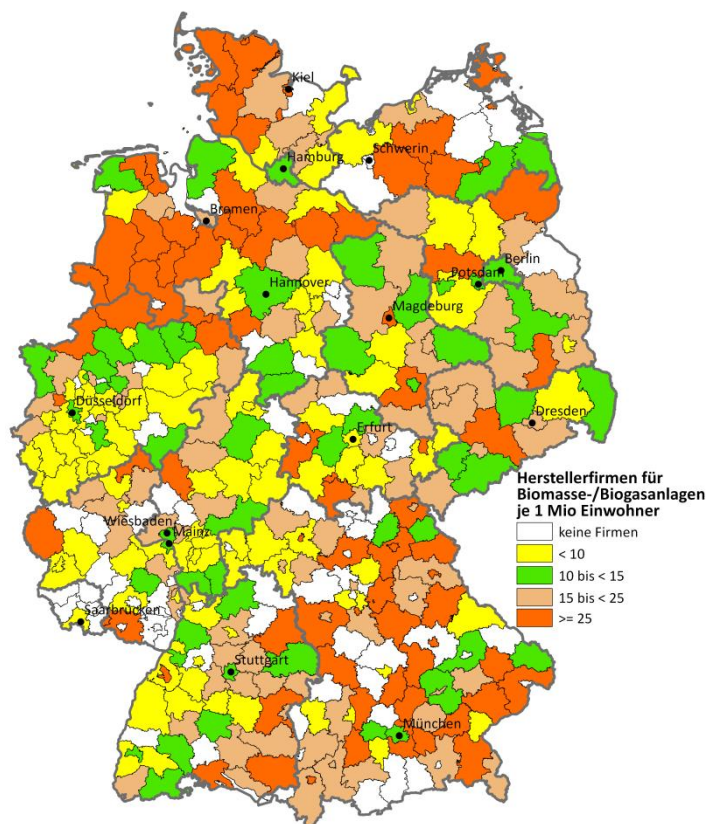 Kiel
Schwerin
Hamburg
Bremen
Berlin
Potsdam
Hannover
Magdeburg
Düsseldorf
Dresden
Erfurt
Herstellerfirmen für
Biomasse-/Biogasanlagen
je 1 Mio Einwohner
keine Firmen
< 10
10 bis < 15
15 bis < 25
>= 25
Wiesbaden
Mainz
Saarbrücken
Stuttgart
München